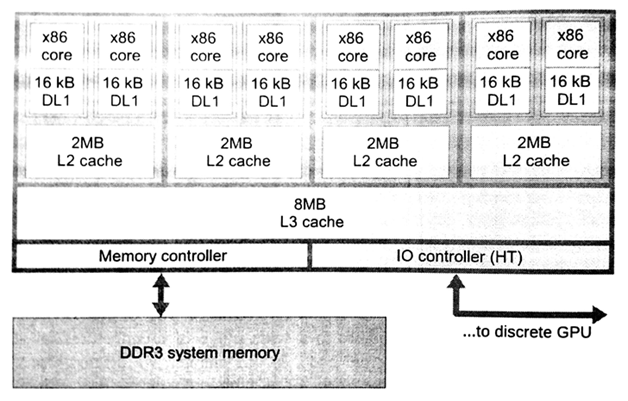 x86 x86 x86 x86 x86 x86 x86 x86
core core core core core core core core
16 kB 16 kB 16 kB 16 kB 16 kB 16 kB 16 kB 16 kB
DL1 DL1 DL1 DL1 DL1 DL1 DL1 DL1
2MB 2MB 2MB 2MB
L2 cache L2 cache L2 cache L2 cache
8MB
L3 cache
Memory controller IO controller (HT)
...to discrete GPU
DDR3 system memory